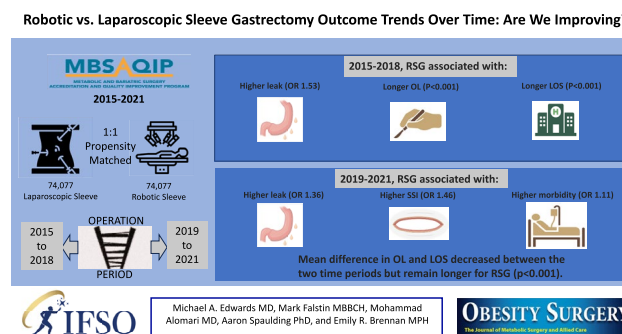 Robotic vs. Laparoscopic Sleeve Gastrectomy Outcome Trends Over Time: Are We Improving
MBSAQIP
METABOLIC AND BARIATRIC SURGERY
ACCREDITATION AND QUALITY IMPROVEMENT PROGRAM
2015-2021
1:1
Propensity
Matched
74,077
Laparoscopic Sleeve
74,077
Robotic Sleeve
OPERATION
2015
to
2018
2019
to
2021
PERIOD
2015-2018, RSG associated with:
Higher leak (OR 1.53)
Longer OL (P<0.001)
Longer LOS (P<0.001)
H
2019-2021, RSG associated with:
Higher leak (OR 1.36)
Higher SSI (OR 1.46)
Higher morbidity (OR 1.11)
Mean difference in OL and LOS decreased between the
two time periods but remain longer for RSG (p<0.001).
IFSO
Michael A. Edwards MD, Mark Falstin MBBCH, Mohammad
Alomari MD, Aaron Spaulding PhD, and Emily R. Brennan MPH
OBESITY SURGERY
The Journal of Metabolic Surgery and Allied Care